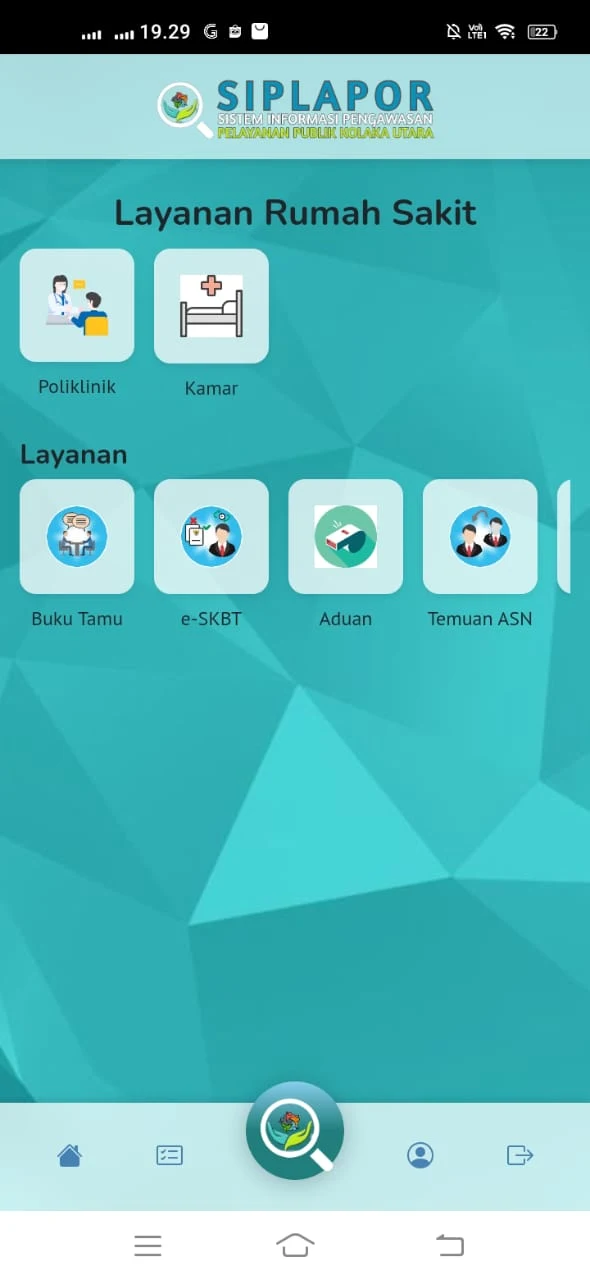 19.29
Voi)
LTE1
22
SIPLAPOR
SISTEM INFORMASI PENGAWASAN
PELAYANAN PUBLIK KOLAKA UTARA
Layanan Rumah Sakit
Poliklinik
Kamar
Layanan
Buku Tamu
e-SKBT
Aduan
Temuan ASN